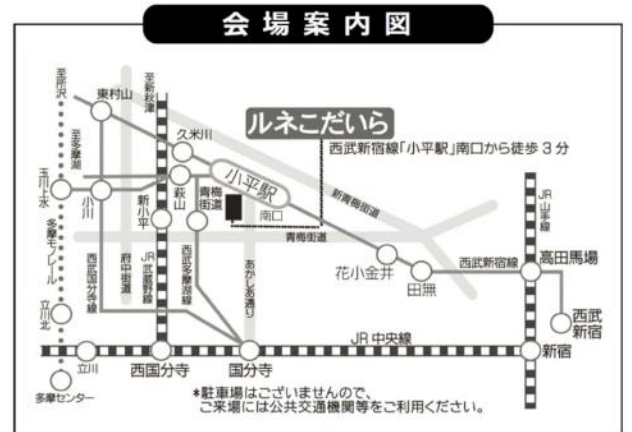 会場案内図
至所沢
東村山
至新秋津
久米川
ルネこだいら
西武新宿線「小平駅」南口から徒歩3分
至多摩湖
小平駅
新青梅街道
JR山手線
玉川上水
小川
萩山
新小平
青梅街道
南口
青梅街道
高田馬場
多摩モノレール
西武国分寺線
府中街道
JR武蔵野線
西武多摩湖線
あかしあ通り
花小金井
田無
西武新宿線
西武新宿
立川北
JR中央線
立川
西国分寺
国分寺
新宿
多摩センター
*駐車場はございませんので、
ご来場には公共交通機関等をご利用ください。